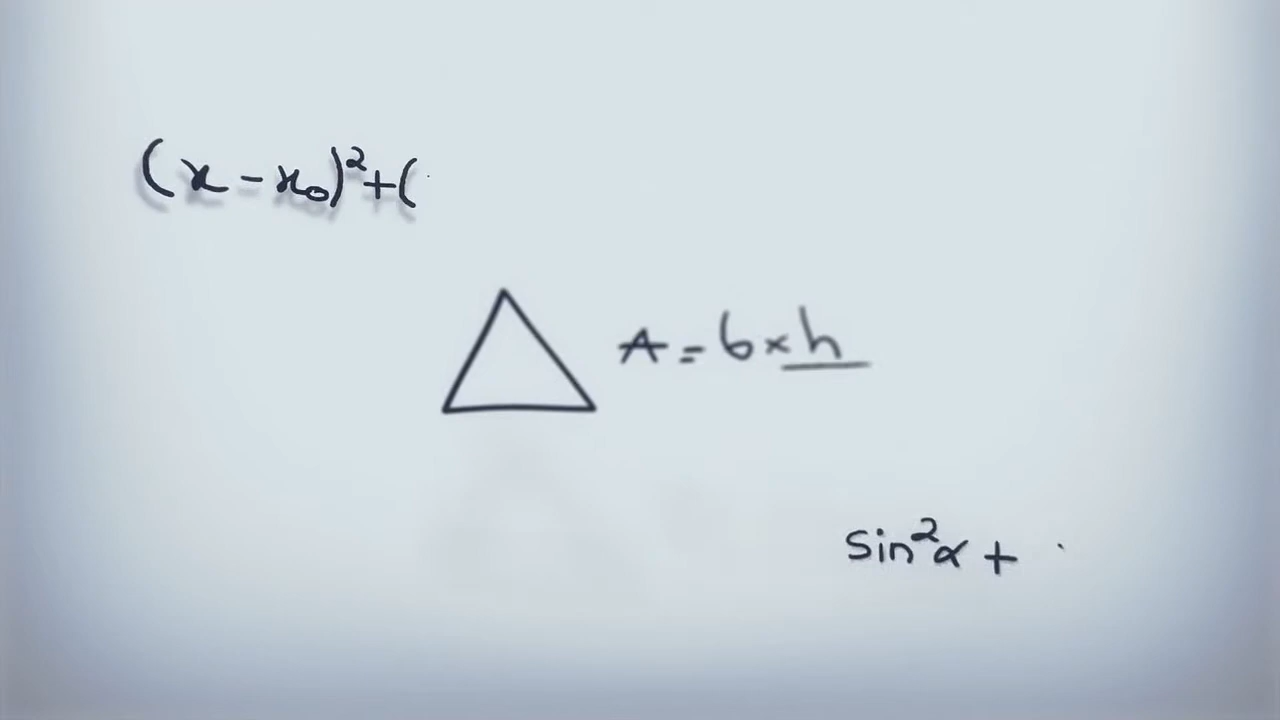 (x - x₀)² + (
A = b × h
sin²α +